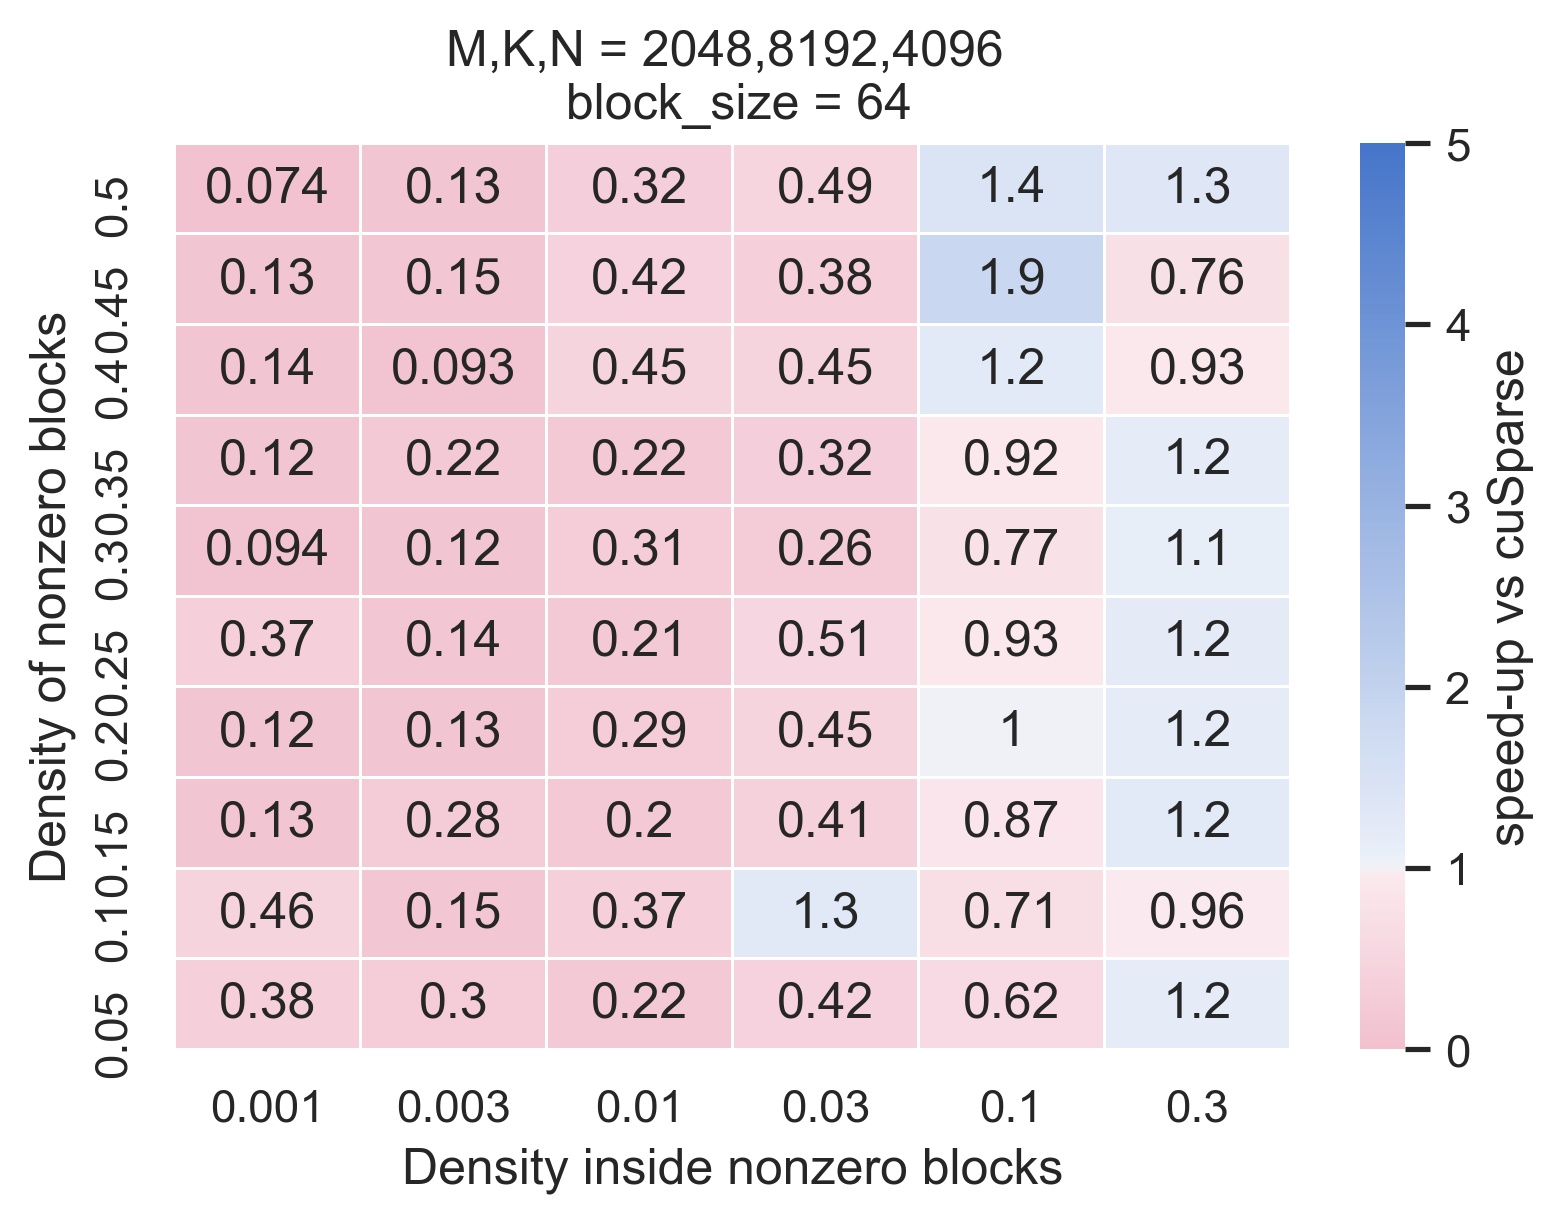 M,K,N = 2048,8192,4096
block_size = 64
Density of nonzero blocks
0.5 0.074 0.13 0.32 0.49 1.4 1.3
0.45 0.13 0.15 0.42 0.38 1.9 0.76
0.4 0.14 0.093 0.45 0.45 1.2 0.93
0.35 0.12 0.22 0.22 0.32 0.92 1.2
0.3 0.094 0.12 0.31 0.26 0.77 1.1
0.25 0.37 0.14 0.21 0.51 0.93 1.2
0.2 0.12 0.13 0.29 0.45 1 1.2
0.15 0.13 0.28 0.2 0.41 0.87 1.2
0.1 0.46 0.15 0.37 1.3 0.71 0.96
0.05 0.38 0.3 0.22 0.42 0.62 1.2
0.001 0.003 0.01 0.03 0.1 0.3
Density inside nonzero blocks
5
4
3
2
1
0
speed-up vs cuSparse